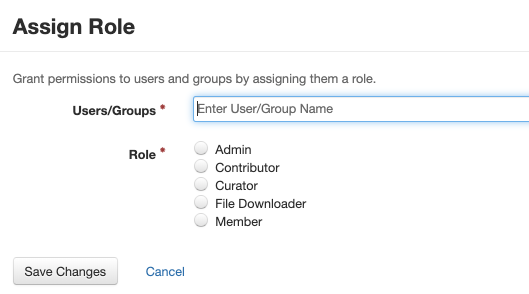 Assign Role
Grant permissions to users and groups by assigning them a role.
Users/Groups *
Enter User/Group Name
Role *
Admin
Contributor
Curator
File Downloader
Member
Save Changes Cancel